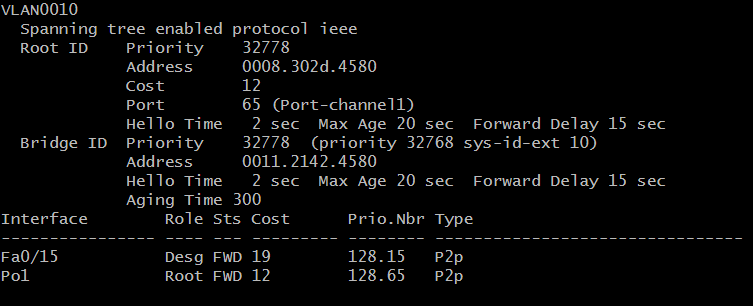 VLAN0010
  Spanning tree enabled protocol ieee
  Root ID    Priority    32778
             Address     0008.302d.4580
             Cost        12
             Port        65 (Port-channel1)
             Hello Time   2 sec  Max Age 20 sec  Forward Delay 15 sec
  Bridge ID  Priority    32778  (priority 32768 sys-id-ext 10)
             Address     0011.2142.4580
             Hello Time   2 sec  Max Age 20 sec  Forward Delay 15 sec
             Aging Time 300
Interface        Role Sts Cost      Prio.Nbr Type
---------------- ---- --- --------- -------- --------------------------------
Fa0/15           Desg FWD 19        128.15   P2p
Po1              Root FWD 12        128.65   P2p